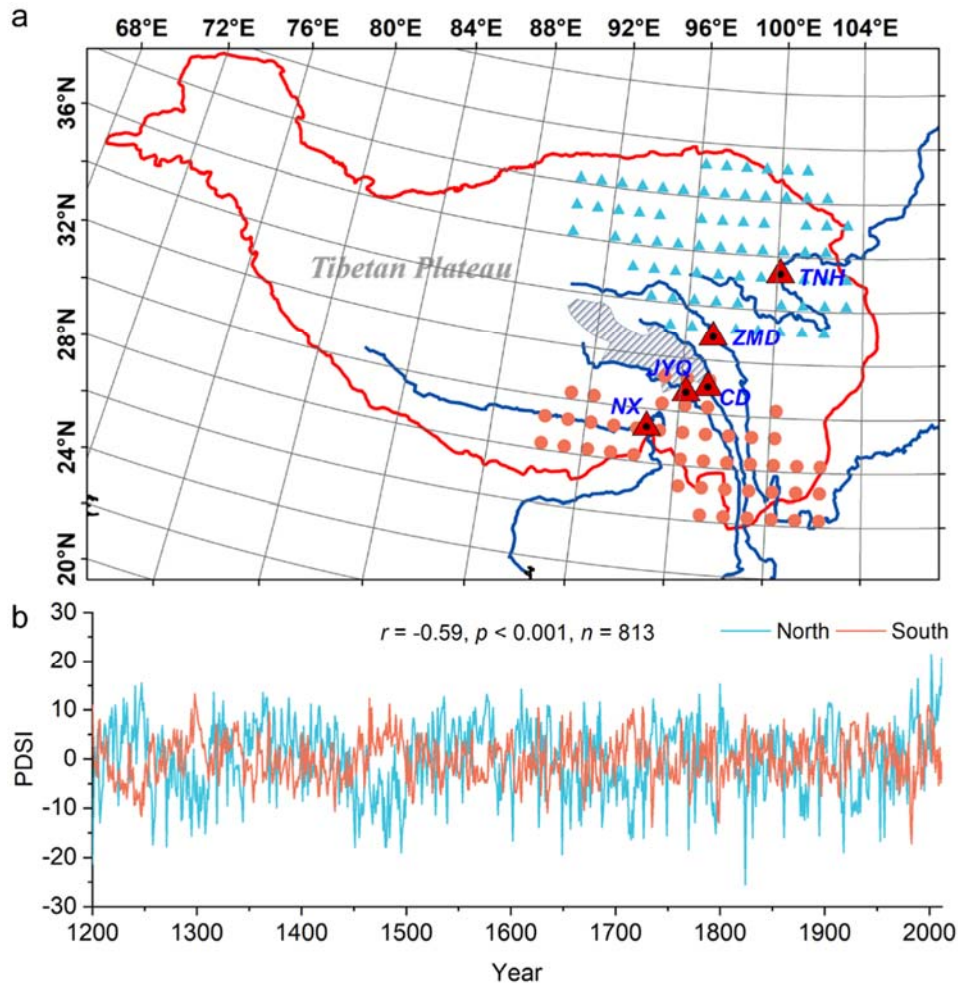 a
68°E 72°E 76°E 80°E 84°E 88°E 92°E 96°E 100°E 104°E
36°N
32°N
28°N
24°N
20°N
Tibetan Plateau
TNH
ZMD
JYQ
CD
NX
b
r = -0.59, p < 0.001, n = 813
North
South
30
20
10
0
-10
-20
-30
PDSI
1200 1300 1400 1500 1600 1700 1800 1900 2000
Year